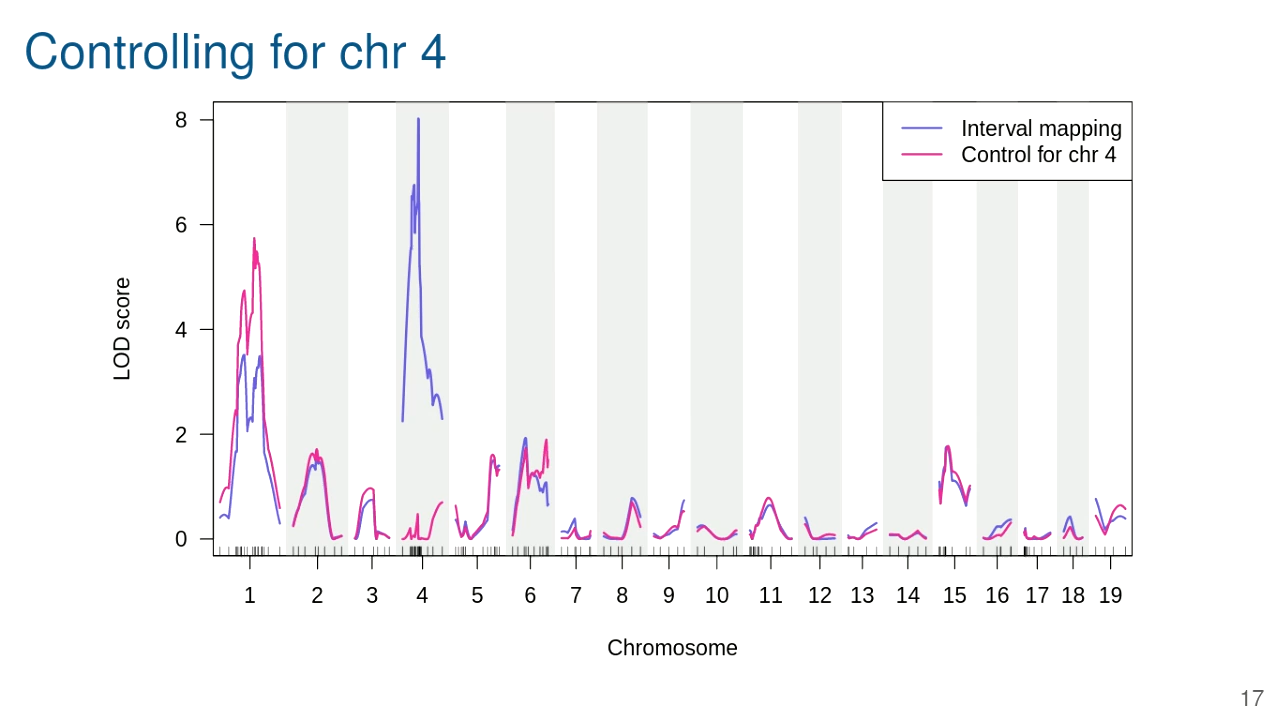 Controlling for chr 4
Interval mapping
Control for chr 4
8
6
4
2
0
LOD score
1 2 3 4 5 6 7 8 9 10 11 12 13 14 15 16 17 18 19
Chromosome
17